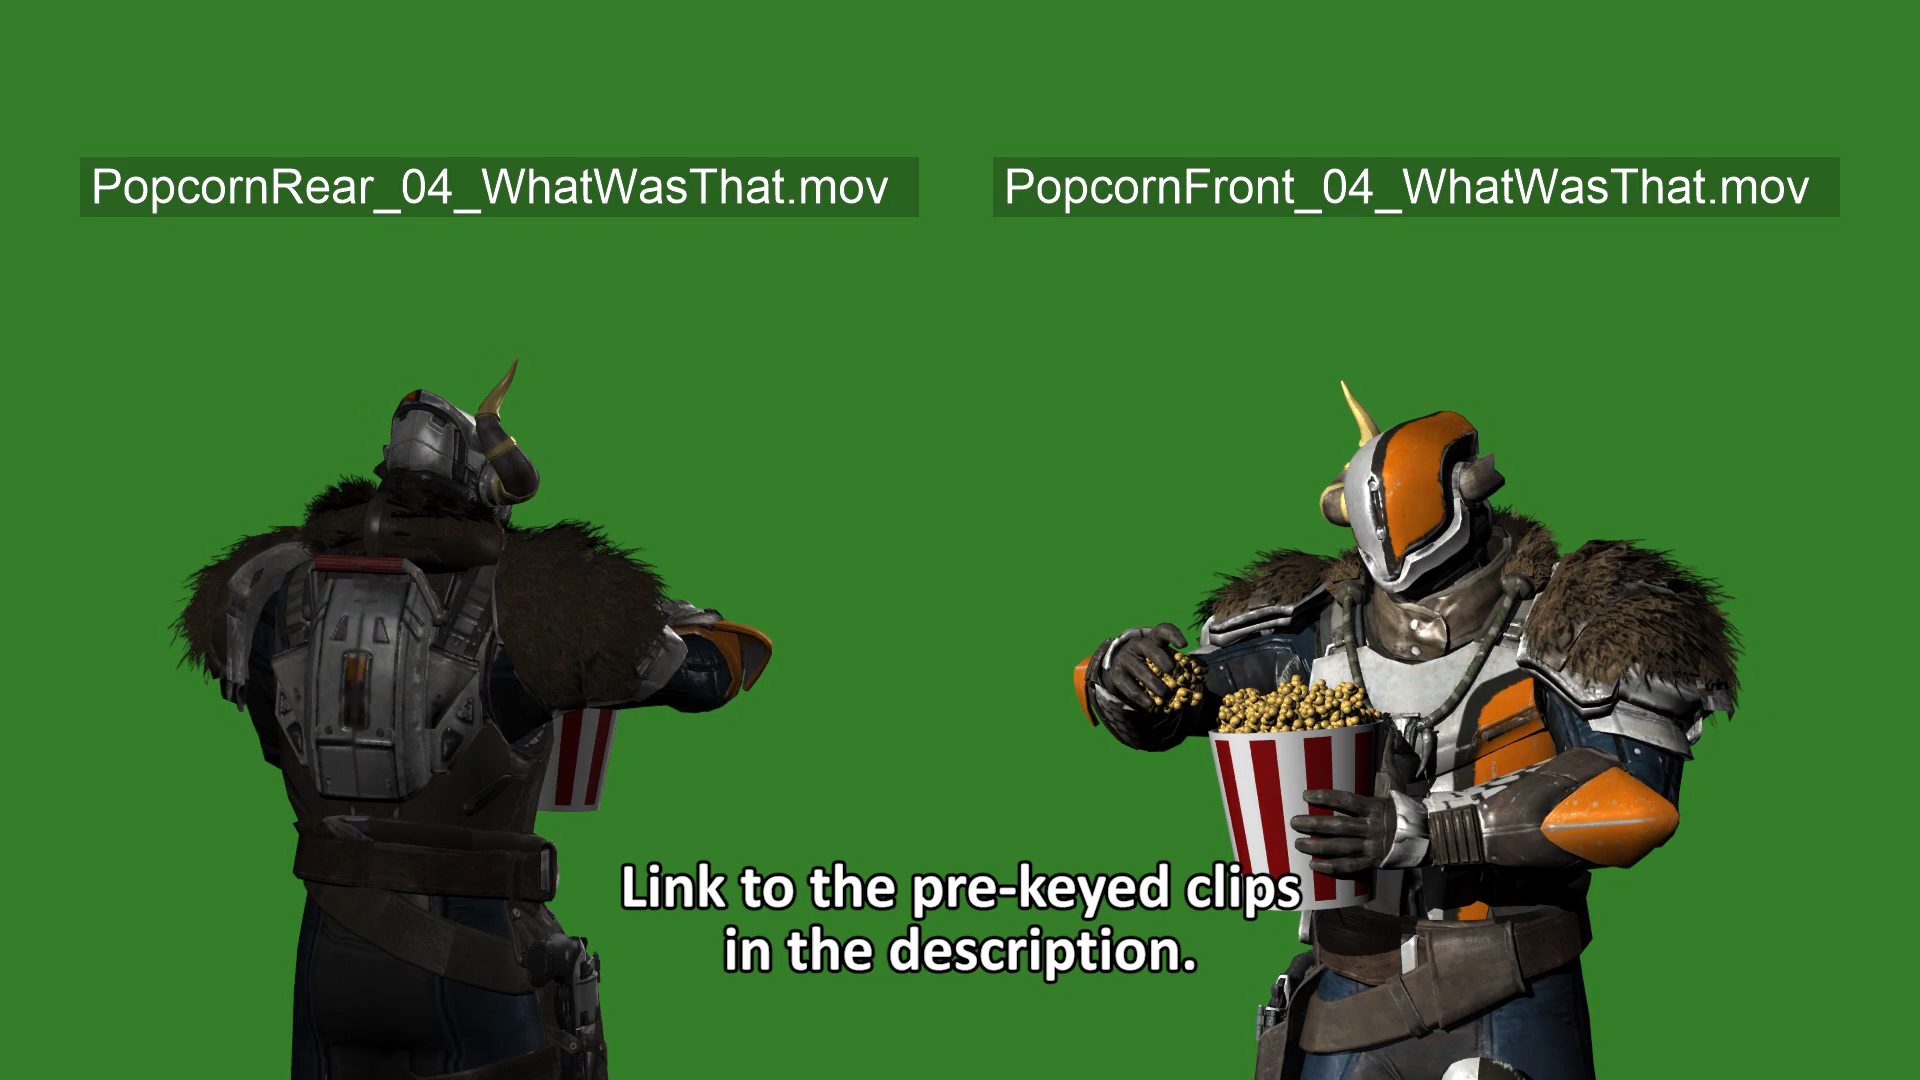 PopcornRear_04_WhatWasThat.mov
PopcornFront_04_WhatWasThat.mov
Link to the pre-keyed clips
in the description.